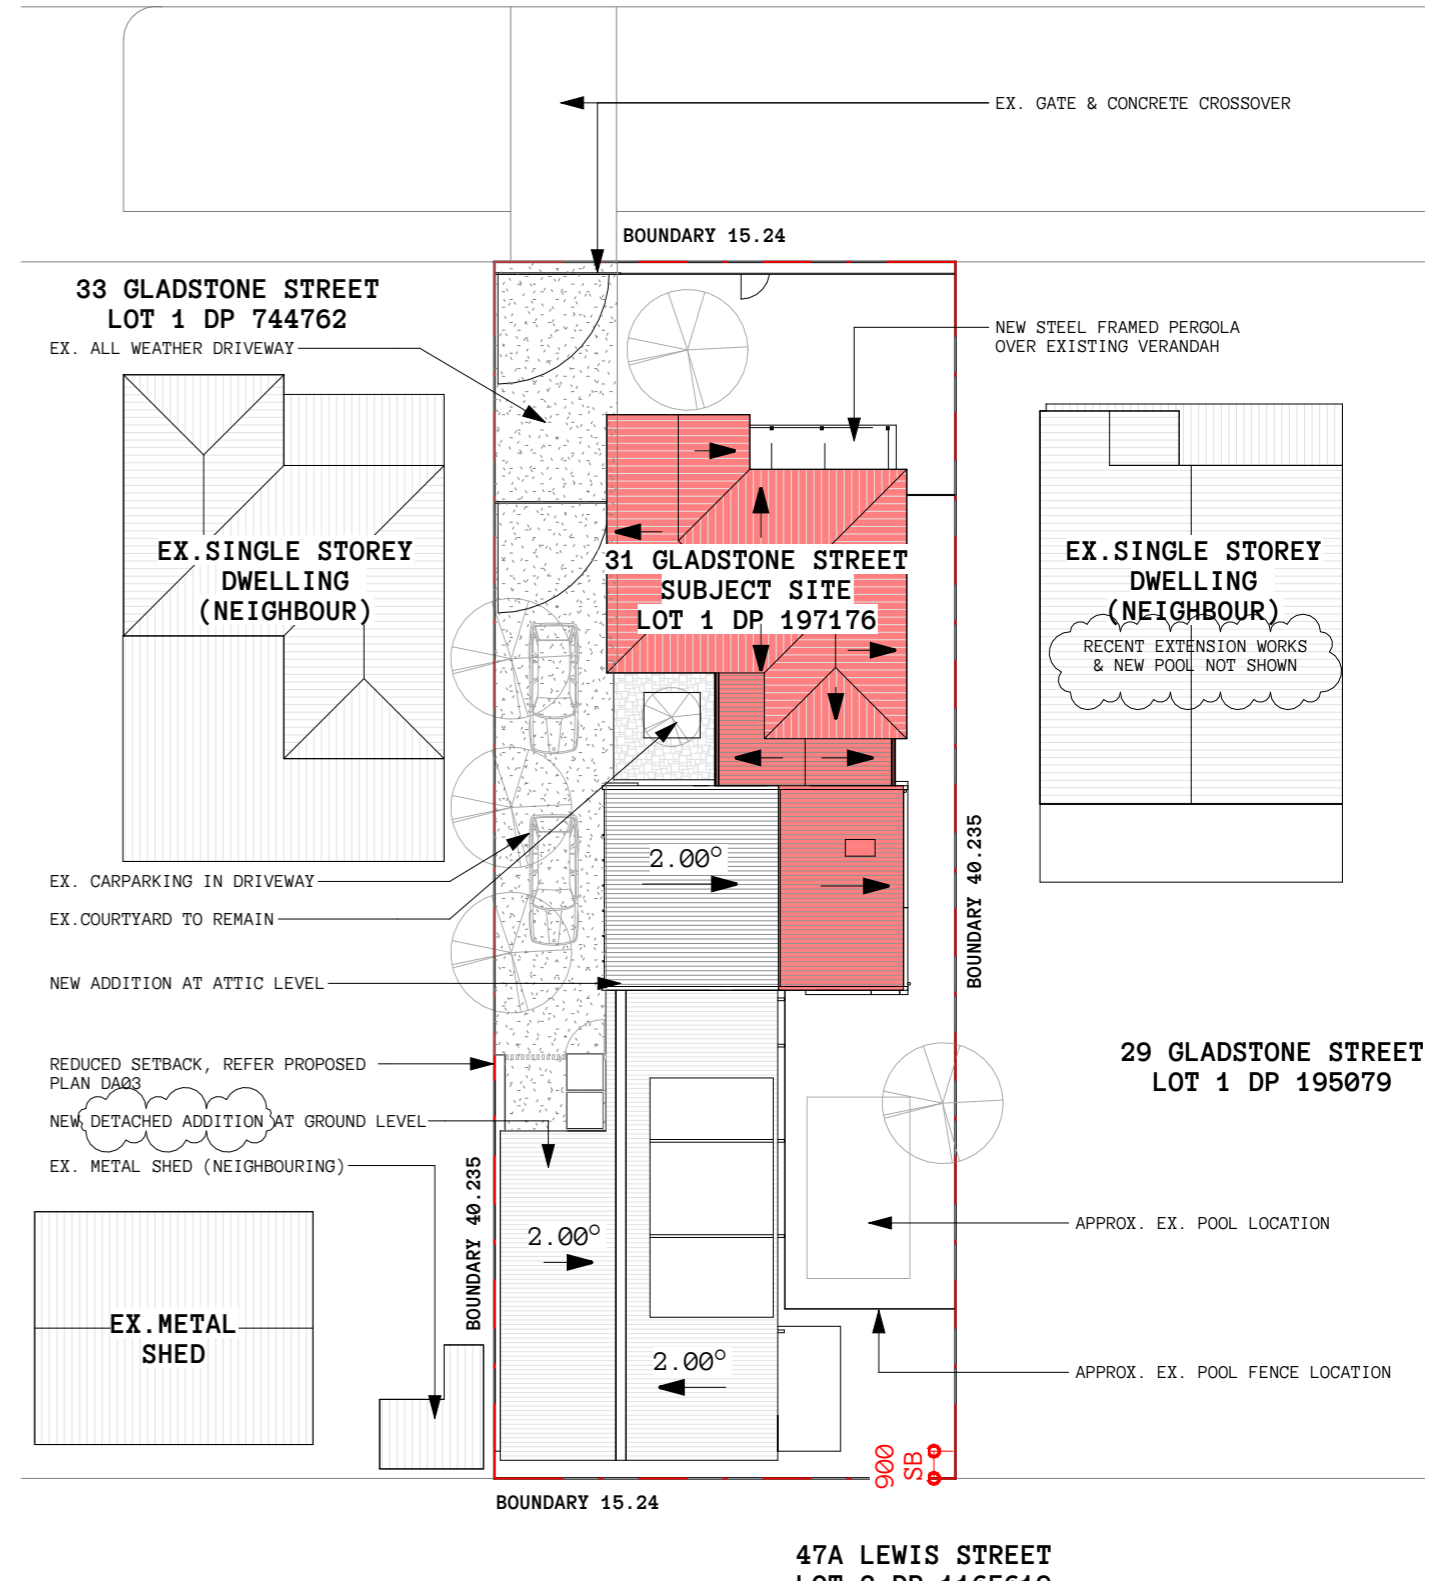 EX. GATE & CONCRETE CROSSOVER
BOUNDARY 15.24
33 GLADSTONE STREET
LOT 1 DP 744762
EX. ALL WEATHER DRIVEWAY
NEW STEEL FRAMED PERGOLA
OVER EXISTING VERANDAH
EX.SINGLE STOREY
DWELLING
(NEIGHBOUR)
31 GLADSTONE STREET
SUBJECT SITE
LOT 1 DP 197176
EX.SINGLE STOREY
DWELLING
(NEIGHBOUR)
RECENT EXTENSION WORKS
& NEW POOL NOT SHOWN
2.00°
BOUNDARY 40.235
EX. CARPARKING IN DRIVEWAY
EX.COURTYARD TO REMAIN
NEW ADDITION AT ATTIC LEVEL
29 GLADSTONE STREET
LOT 1 DP 195079
REDUCED SETBACK, REFER PROPOSED
PLAN DA03
NEW DETACHED ADDITION AT GROUND LEVEL
EX. METAL SHED (NEIGHBOURING)
BOUNDARY 40.235
2.00°
APPROX. EX. POOL LOCATION
EX.METAL
SHED
2.00°
APPROX. EX. POOL FENCE LOCATION
900
SB
BOUNDARY 15.24
47A LEWIS STREET
LOT 2 DP 1165619